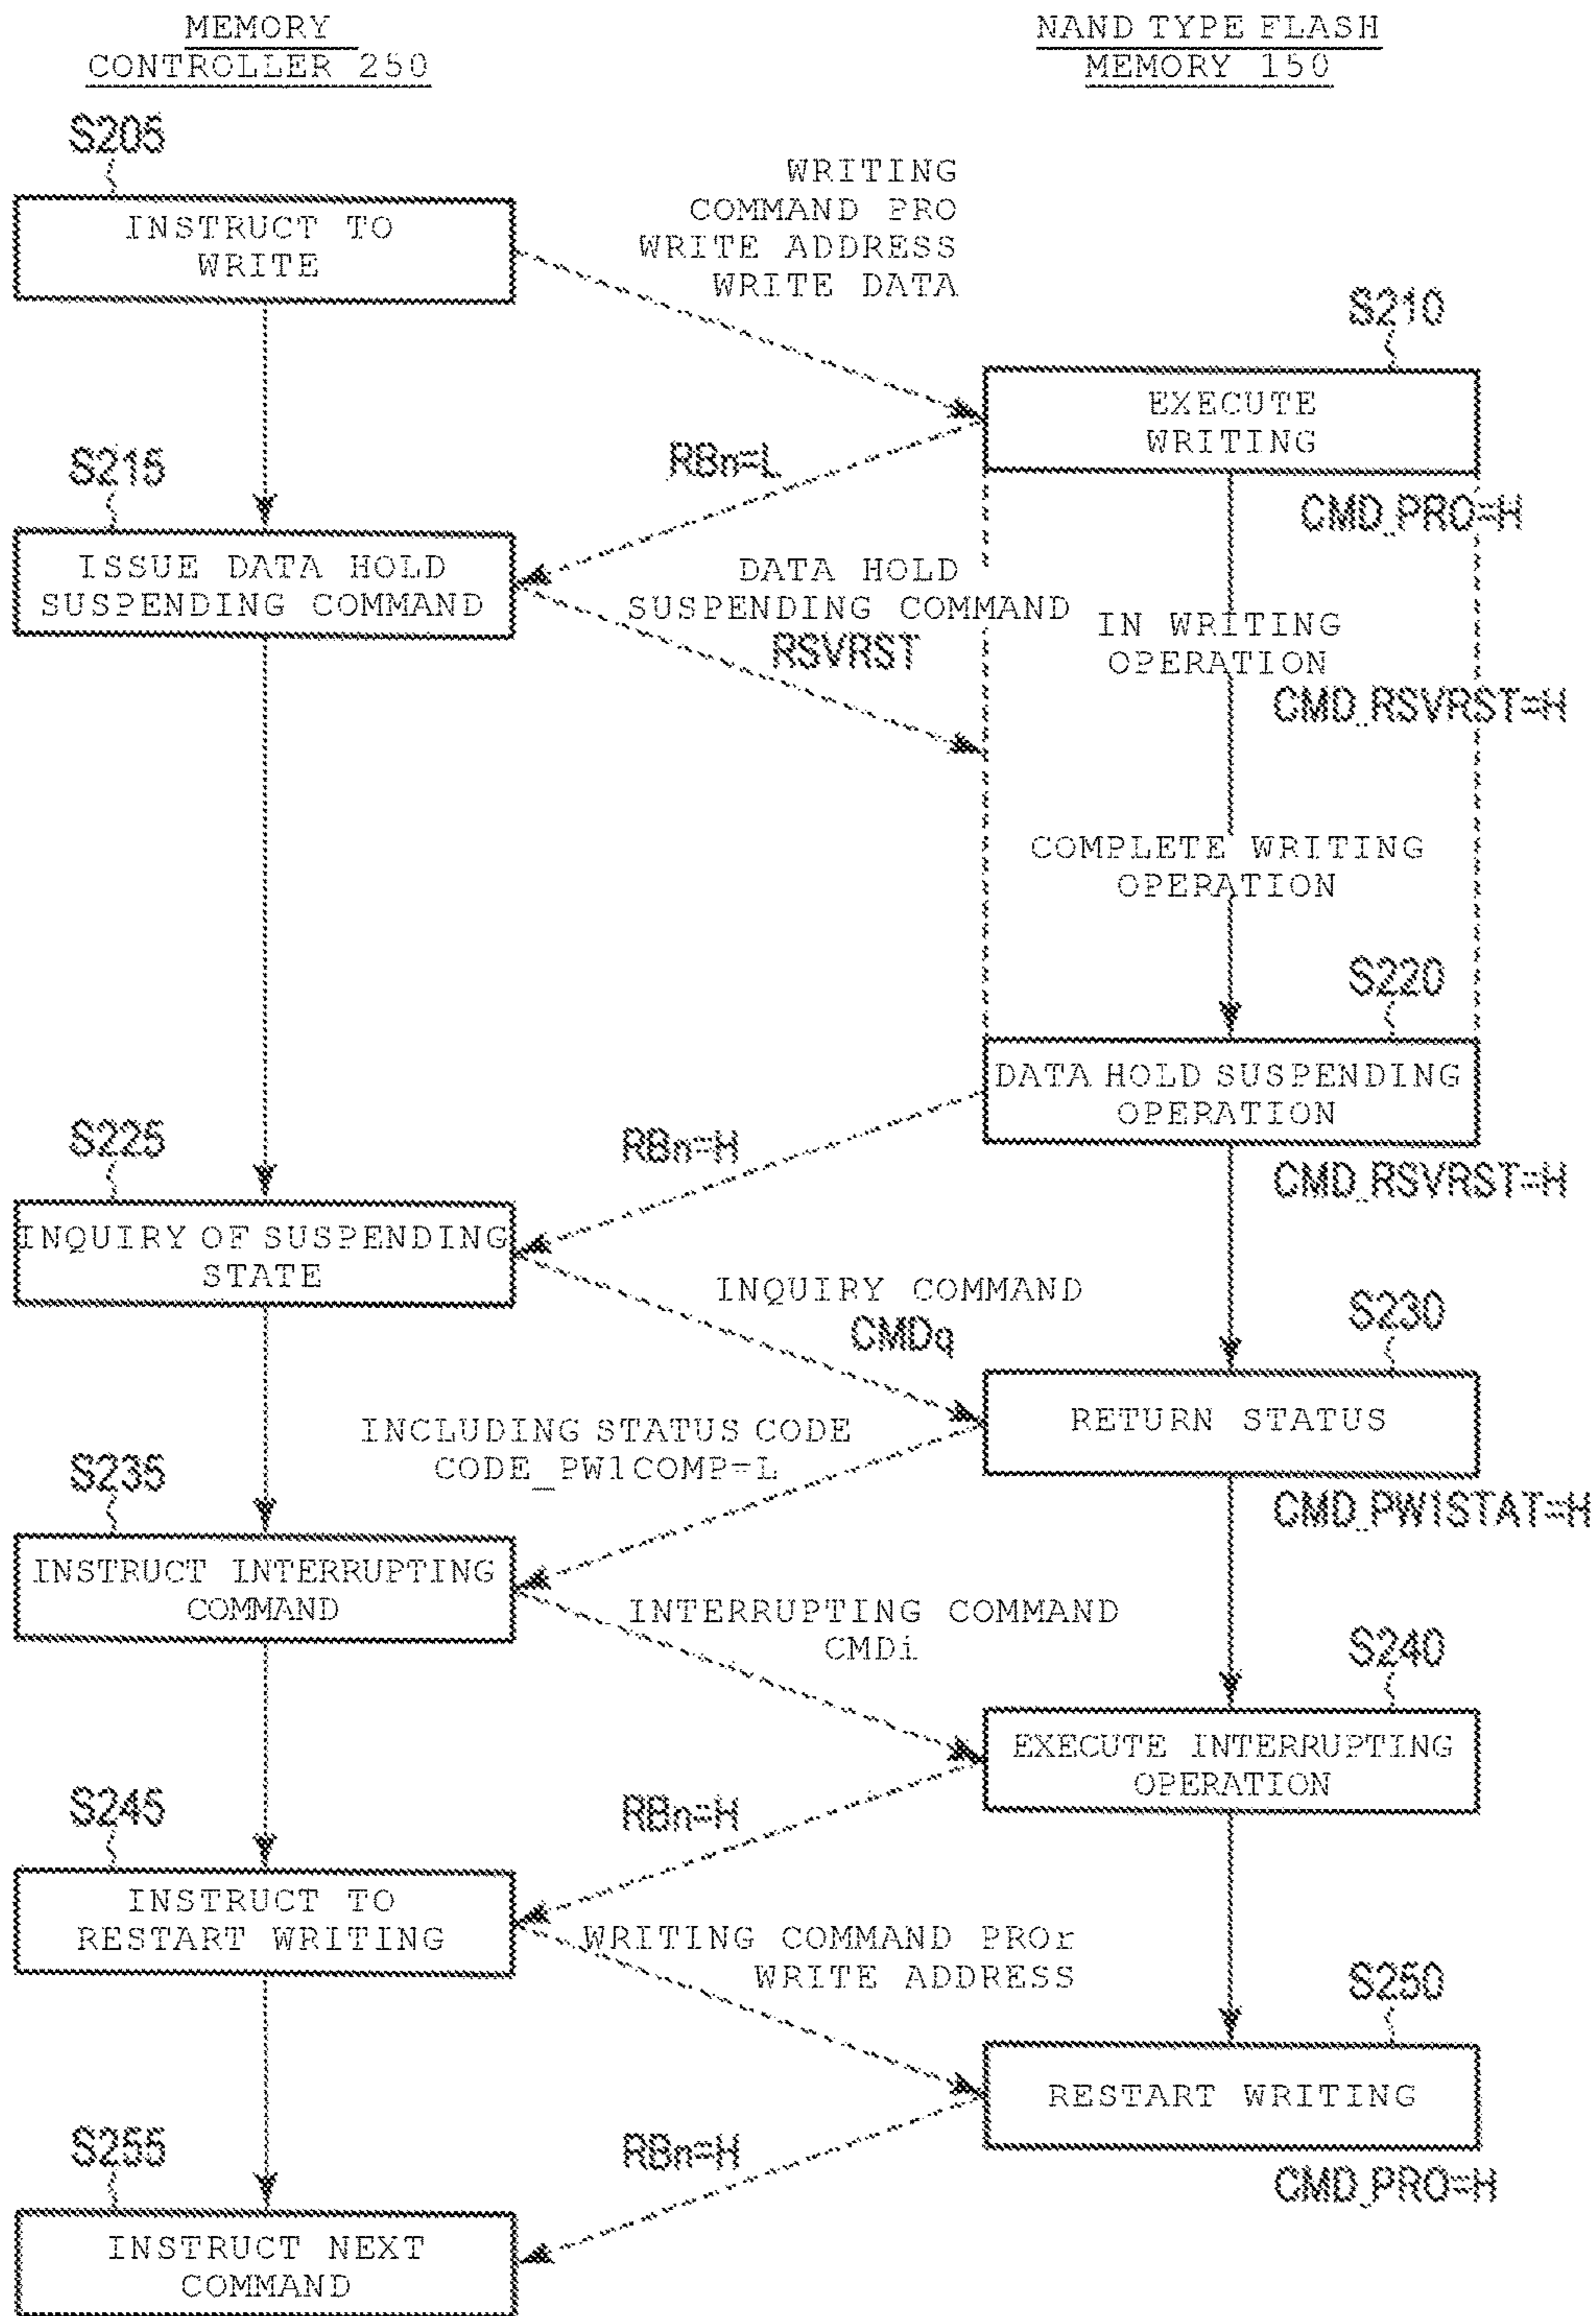 MEMORY
CONTROLLER 250
NAND TYPE FLASH
MEMORY 150
S205
INSTRUCT TO
WRITE
WRITING
COMMAND PRO
WRITE ADDRESS
WRITE DATA
S210
EXECUTE
WRITING
CMD_PRO=H
RBn=L
S215
ISSUE DATA HOLD
SUSPENDING COMMAND
DATA HOLD
SUSPENDING COMMAND
RSVRST
IN WRITING
OPERATION
CMD_RSVRST=H
COMPLETE WRITING
OPERATION
S220
DATA HOLD SUSPENDING
OPERATION
CMD_RSVRST=H
RBn=H
S225
INQUIRY OF SUSPENDING
STATE
INQUIRY COMMAND
CMDq
S230
RETURN STATUS
CMD_PW1STAT=H
INCLUDING STATUS CODE
CODE_PW1COMP=L
S235
INSTRUCT INTERRUPTING
COMMAND
INTERRUPTING COMMAND
CMDi
S240
EXECUTE INTERRUPTING
OPERATION
RBn=H
S245
INSTRUCT TO
RESTART WRITING
WRITING COMMAND PROr
WRITE ADDRESS
S250
RESTART WRITING
CMD_PRO=H
RBn=H
S255
INSTRUCT NEXT
COMMAND